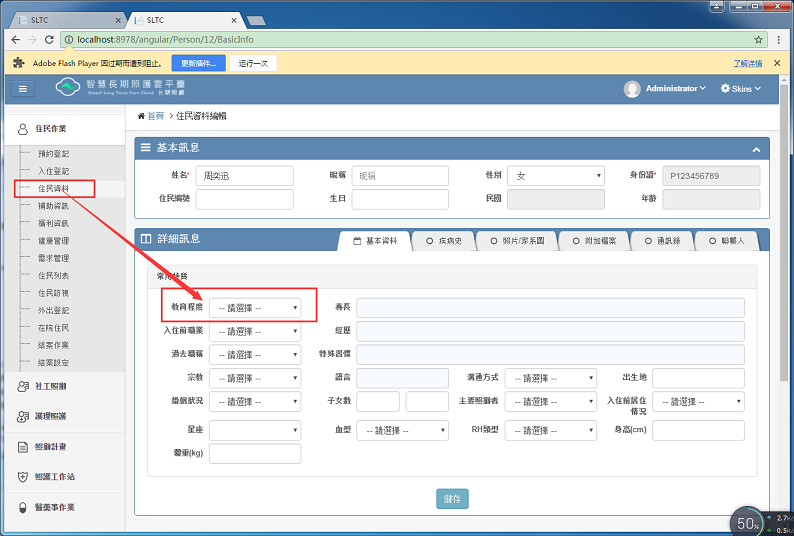 SLTC
SLTC
localhost:8978/angular/Person/12/BasicInfo
Adobe Flash Player 因过期而遭到阻止。 更新插件... 运行一次 了解详情
智慧長期照護雲平臺
Smart Long Term Care Cloud 長期照顧
Administrator Skins
住民作業
預約登記
入住登記
住民資料
補助資訊
福利資訊
健康管理
需求管理
住民列表
住民訪視
外出登記
在院住民
結案作業
結案設定
社工照顧
護理照護
照顧計畫
照護工作站
醫藥事作業
首頁 > 住民資料編輯
基本訊息
姓名* 周奕迅 暱稱 暱稱 性別 女 身份證* P123456789
住民編號 生日 民國 年齡
詳細訊息 基本資料 疾病史 照片/家系圖 附加檔案 通訊錄 聯繫人
教育程度 -- 請選擇 -- 專長
入住前職業 -- 請選擇 -- 經歷
過去職稱 -- 請選擇 -- 特殊習慣
宗教 -- 請選擇 -- 語言 溝通方式 -- 請選擇 -- 出生地
婚姻狀況 -- 請選擇 -- 子女數 主要照顧者 -- 請選擇 -- 入住前居住情況 -- 請選擇 --
星座 血型 -- 請選擇 -- RH類型 -- 請選擇 -- 身高(cm)
體重(kg)
儲存
50%
2.7K/
0.5K/